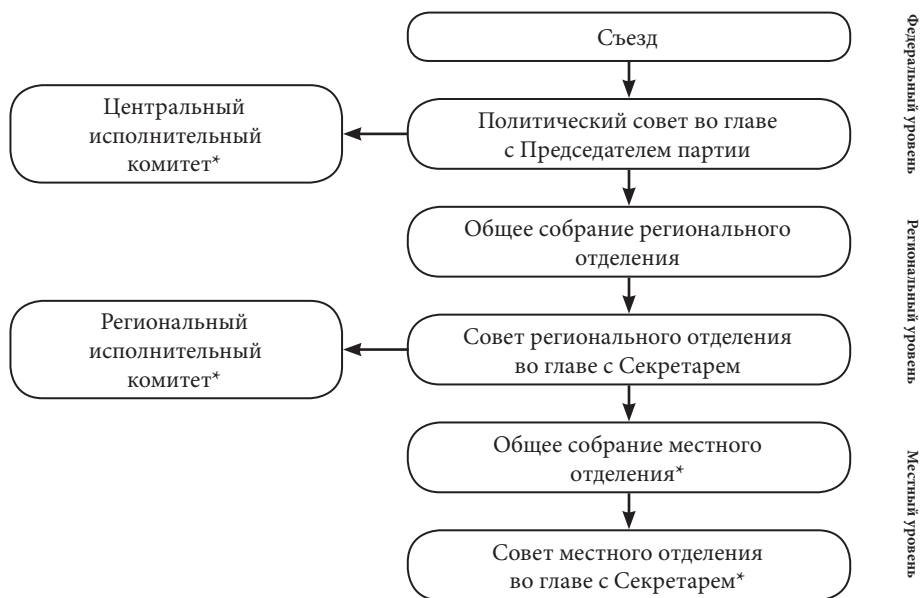 Съезд
Центральный
исполнительный
комитет*
Политический совет во главе
с Председателем партии
Федеральный уровень
Общее собрание регионального
отделения
Региональный
исполнительный
комитет*
Совет регионального отделения
во главе с Секретарем
Региональный уровень
Общее собрание местного
отделения*
Совет местного отделения
во главе с Секретарем*
Местный уровень